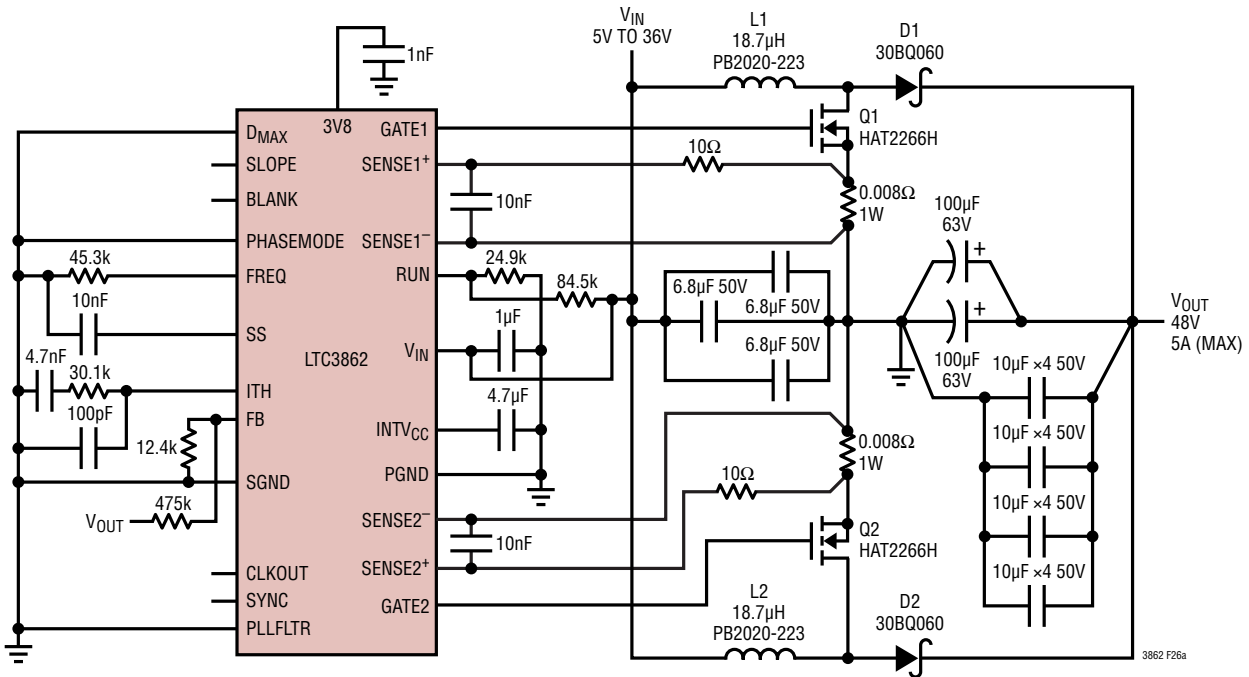 V_IN
5V TO 36V
L1
18.7µH
PB2020-223
D1
30BQ060
1nF
3V8
D_MAX
SLOPE
BLANK
PHASEMODE
FREQ
SS
ITH
FB
SGND
CLKOUT
SYNC
PLLFLTR
LTC3862
GATE1
SENSE1+
SENSE1–
RUN
V_IN
INTV_CC
PGND
SENSE2–
SENSE2+
GATE2
45.3k
10nF
4.7nF
30.1k
100pF
12.4k
475k
V_OUT
10Ω
10nF
Q1
HAT2266H
0.008Ω
1W
24.9k
84.5k
1µF
4.7µF
6.8µF 50V
6.8µF 50V
6.8µF 50V
100µF
63V
+
+
100µF
63V
V_OUT
48V
5A (MAX)
10µF ×4 50V
10µF ×4 50V
10µF ×4 50V
10µF ×4 50V
0.008Ω
1W
10Ω
10nF
Q2
HAT2266H
L2
18.7µH
PB2020-223
D2
30BQ060
3862 F26a